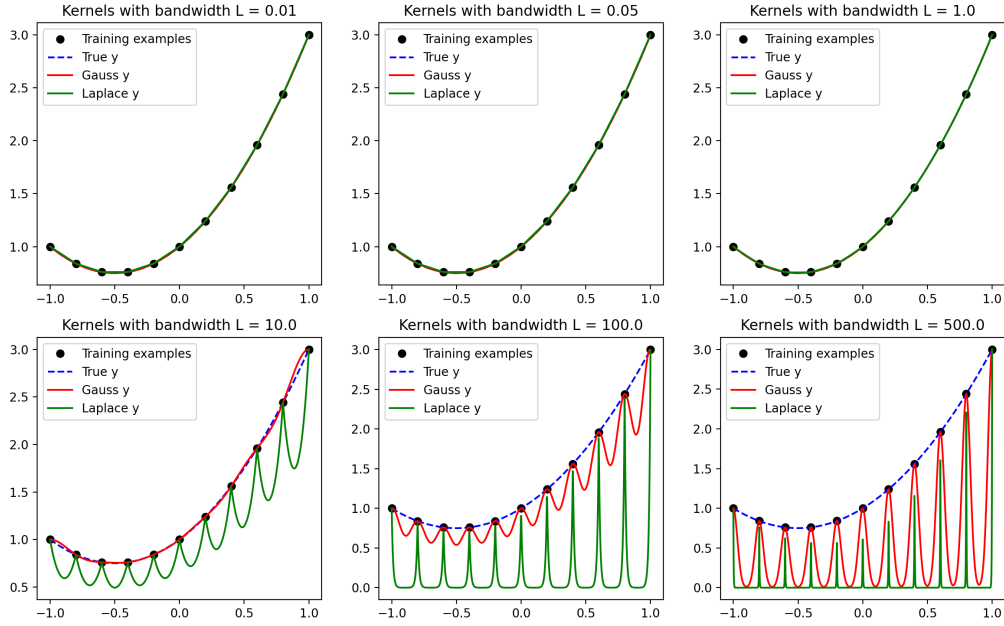 Kernels with bandwidth L = 0.01
3.0
2.5
2.0
1.5
1.0
Training examples
True y
Gauss y
Laplace y
−1.0 −0.5 0.0 0.5 1.0
Kernels with bandwidth L = 0.05
3.0
2.5
2.0
1.5
1.0
Training examples
True y
Gauss y
Laplace y
−1.0 −0.5 0.0 0.5 1.0
Kernels with bandwidth L = 1.0
3.0
2.5
2.0
1.5
1.0
Training examples
True y
Gauss y
Laplace y
−1.0 −0.5 0.0 0.5 1.0
Kernels with bandwidth L = 10.0
3.0
2.5
2.0
1.5
1.0
0.5
Training examples
True y
Gauss y
Laplace y
−1.0 −0.5 0.0 0.5 1.0
Kernels with bandwidth L = 100.0
3.0
2.5
2.0
1.5
1.0
0.5
0.0
Training examples
True y
Gauss y
Laplace y
−1.0 −0.5 0.0 0.5 1.0
Kernels with bandwidth L = 500.0
3.0
2.5
2.0
1.5
1.0
0.5
0.0
Training examples
True y
Gauss y
Laplace y
−1.0 −0.5 0.0 0.5 1.0